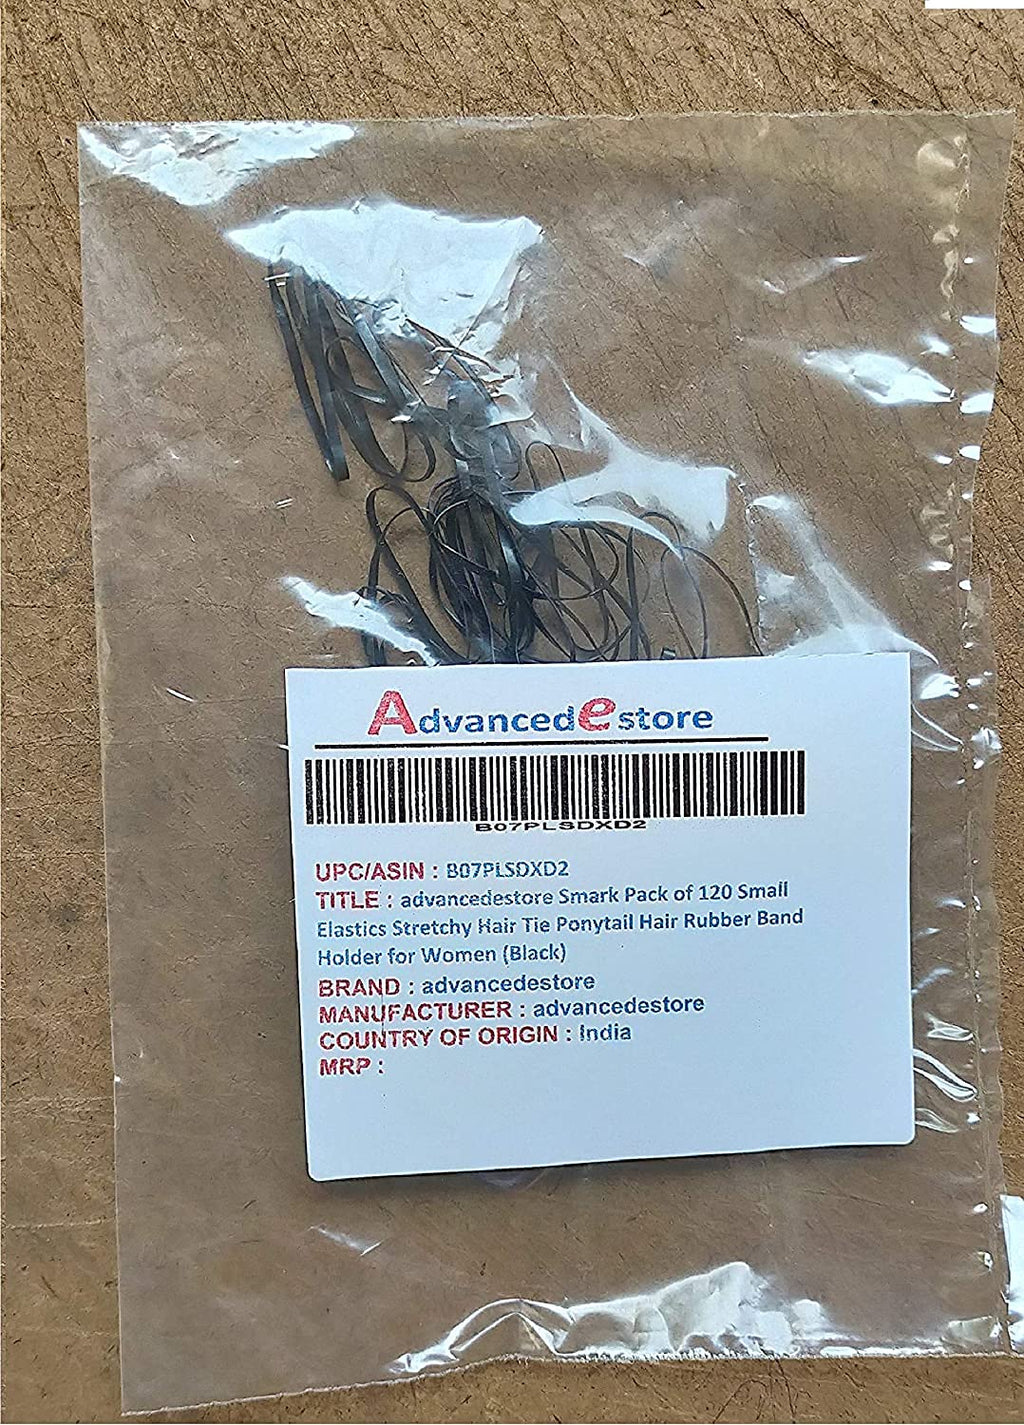 Advancedestore
B07PLSDXD2
UPC/ASIN : B07PLSDXD2
TITLE : advancedestore Smark Pack of 120 Small
Elastics Stretchy Hair Tie Ponytail Hair Rubber Band
Holder for Women (Black)
BRAND : advancedestore
MANUFACTURER : advancedestore
COUNTRY OF ORIGIN : India
MRP :